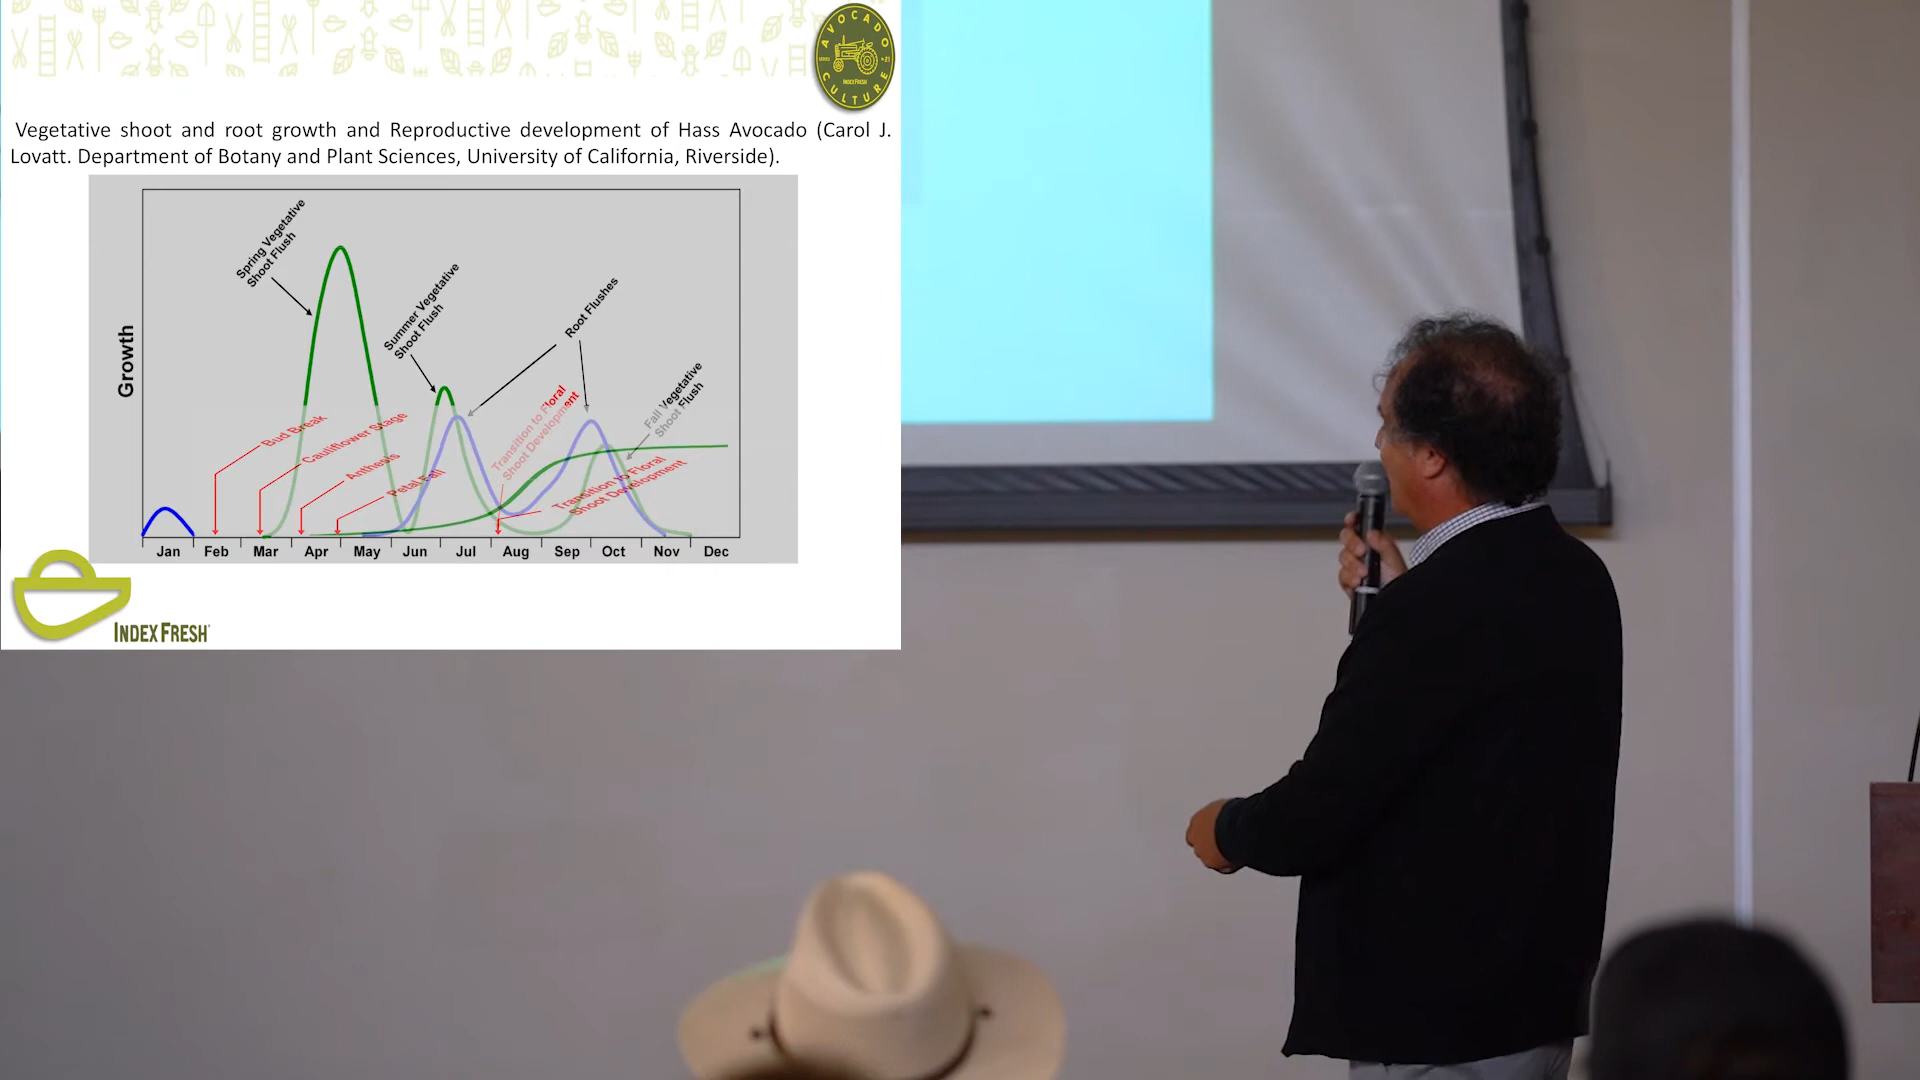 AVOCADO
CULTURE
INDEX FRESH
Vegetative shoot and root growth and Reproductive development of Hass Avocado (Carol J.
Lovatt. Department of Botany and Plant Sciences, University of California, Riverside).
Spring Vegetative
Shoot Flush
Summer Vegetative
Shoot Flush
Root Flushes
Transition to Floral
Shoot Development
Fall Vegetative
Shoot Flush
Growth
Bud Break
Cauliflower Stage
Anthesis
Petal Fall
Transition to Floral
Shoot Development
Jan Feb Mar Apr May Jun Jul Aug Sep Oct Nov Dec
INDEX FRESH